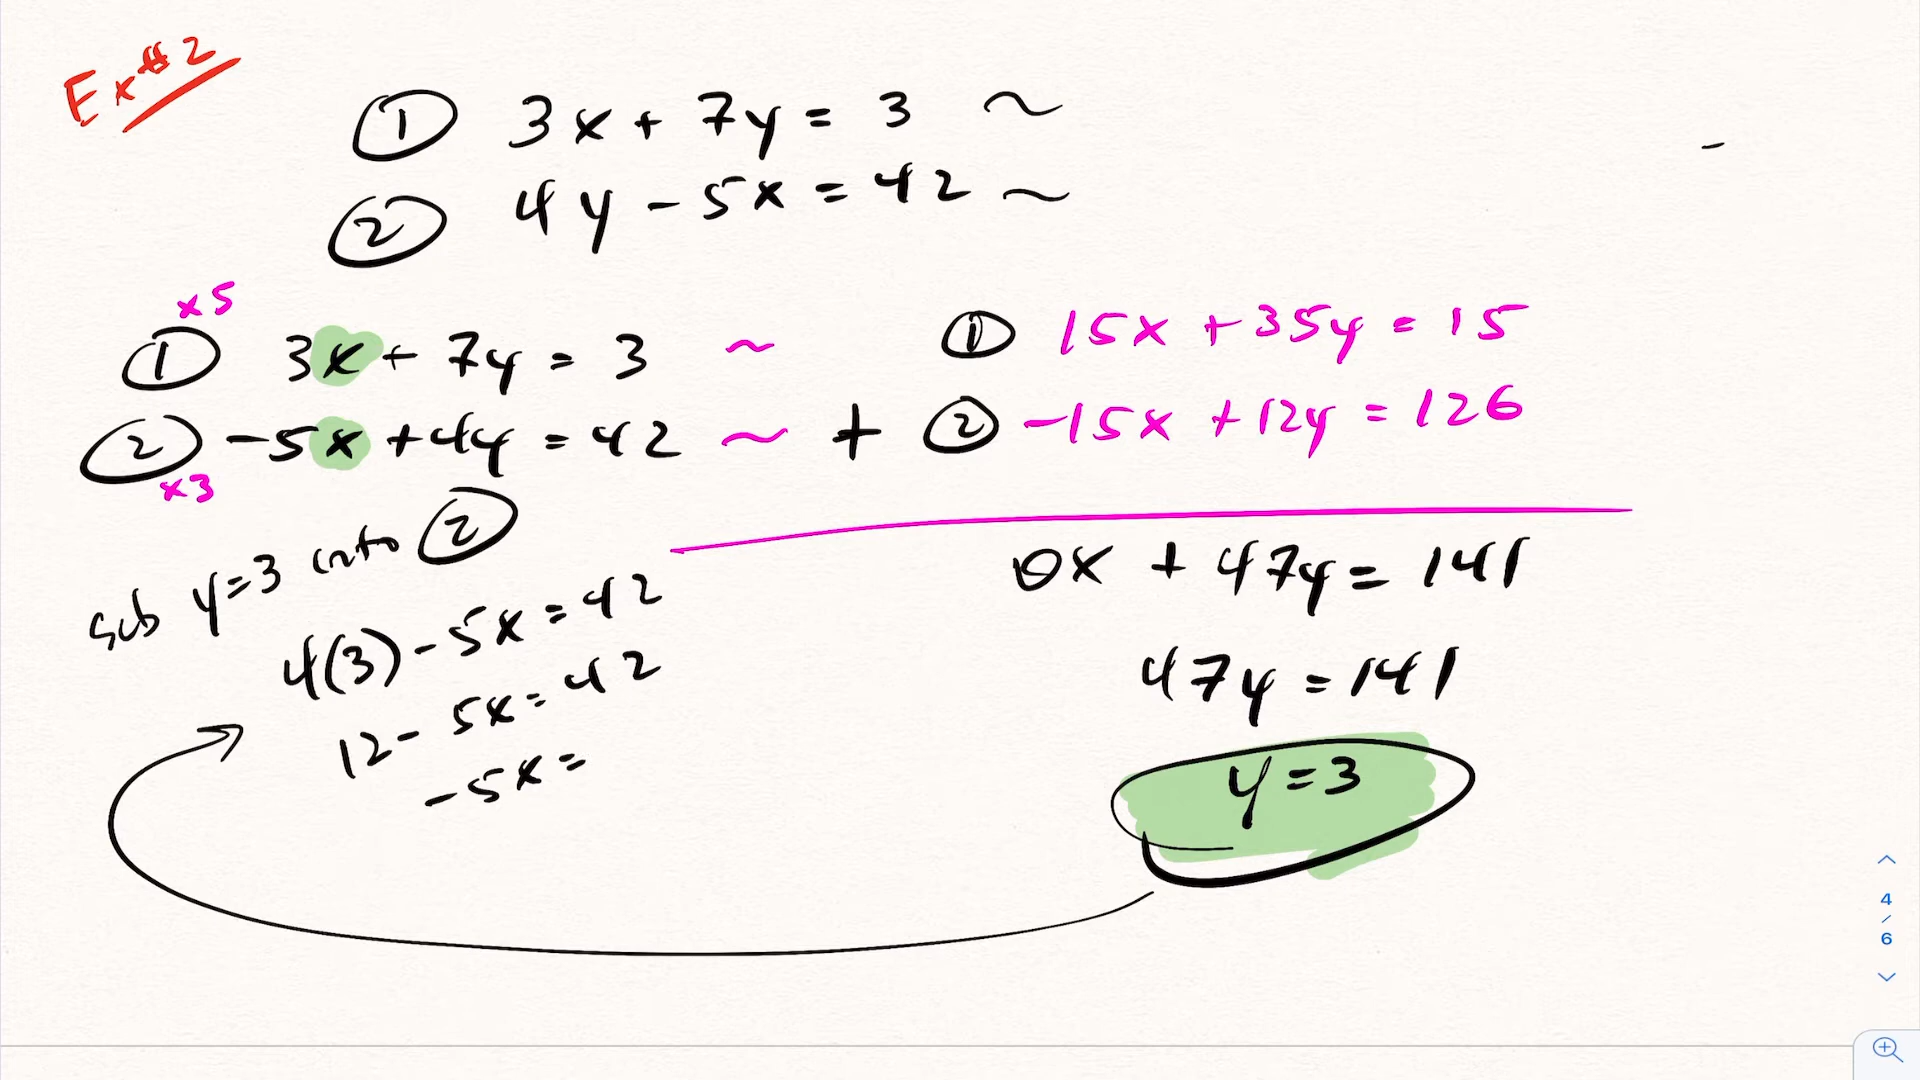 Ex#2
① 3x + 7y = 3 ~
② 4y - 5x = 42 ~
x5
① 3x + 7y = 3 ~
② -5x + 4y = 42 ~
x3
① 15x + 35y = 15
+ ② -15x + 12y = 126
0x + 47y = 141
47y = 141
y = 3
sub y=3 into ②
4(3) - 5x = 42
12 - 5x = 42
-5x =
4
/
6